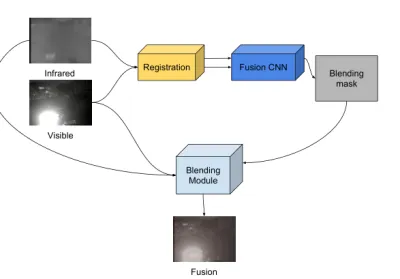 Infrared
Visible
Registration
Fusion CNN
Blending
mask
Blending
Module
Fusion